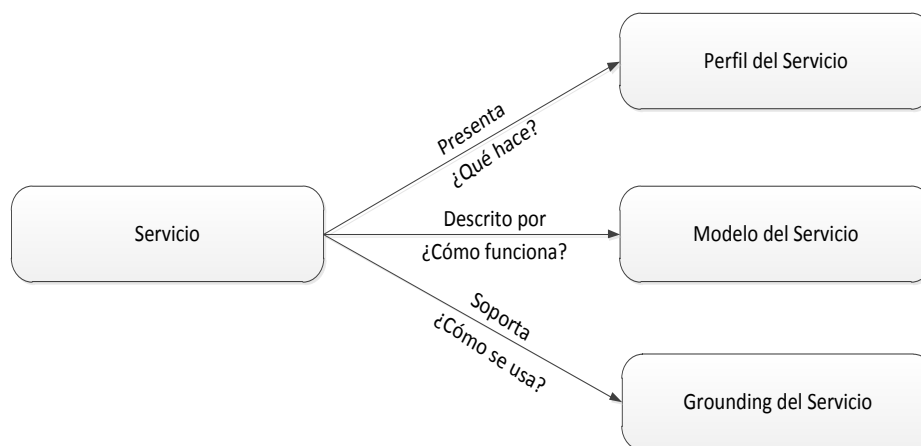 Perfil del Servicio
Presenta
¿Qué hace?
Servicio
Descrito por
¿Cómo funciona?
Modelo del Servicio
Soporta
¿Cómo se usa?
Grounding del Servicio